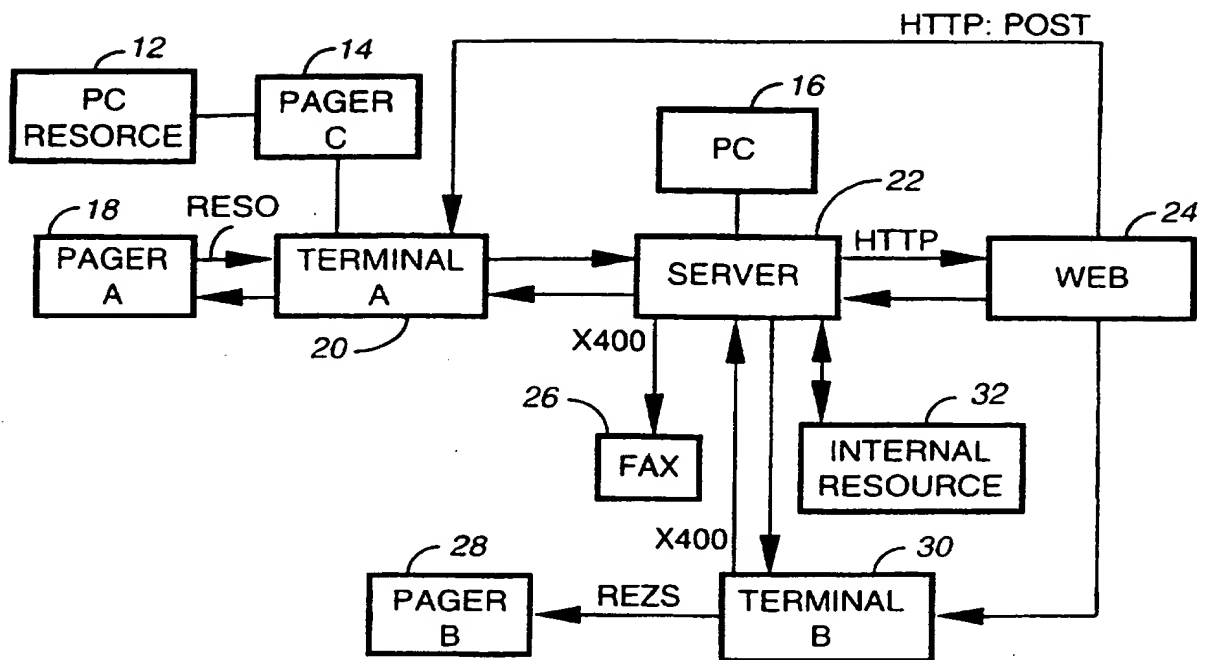 HTTP: POST
12
14
PC
RESORCE
PAGER
C
16
PC
18
RESO
22
24
PAGER
A
TERMINAL
A
SERVER
HTTP
WEB
20
X400
26
32
FAX
INTERNAL
RESOURCE
X400
28
30
PAGER
B
REZS
TERMINAL
B